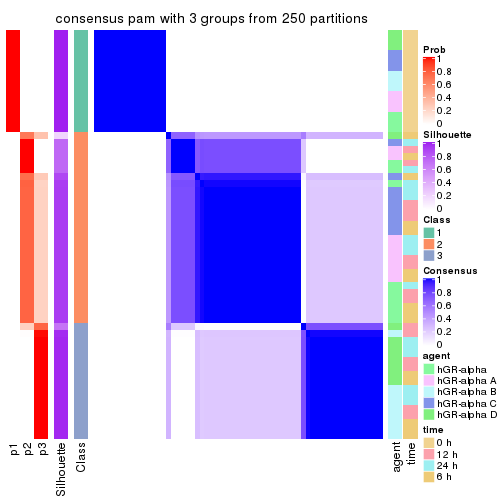 consensus pam with 3 groups from 250 partitions
Prob
1
0.8
0.6
0.4
0.2
0
Silhouette
1
0.8
0.6
0.4
0.2
0
Class
1
2
3
Consensus
1
0.8
0.6
0.4
0.2
0
agent
hGR-alpha
hGR-alpha A
hGR-alpha B
hGR-alpha C
hGR-alpha D
time
0 h
12 h
24 h
6 h
p1
p2
p3
Silhouette
Class
agent
time